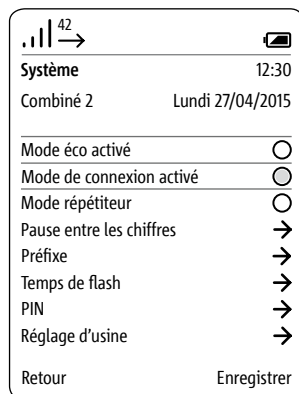 42
Système 12:30
Combiné 2 Lundi 27/04/2015
Mode éco activé
Mode de connexion activé
Mode répétiteur
Pause entre les chiffres
Préfixe
Temps de flash
PIN
Réglage d'usine
Retour Enregistrer